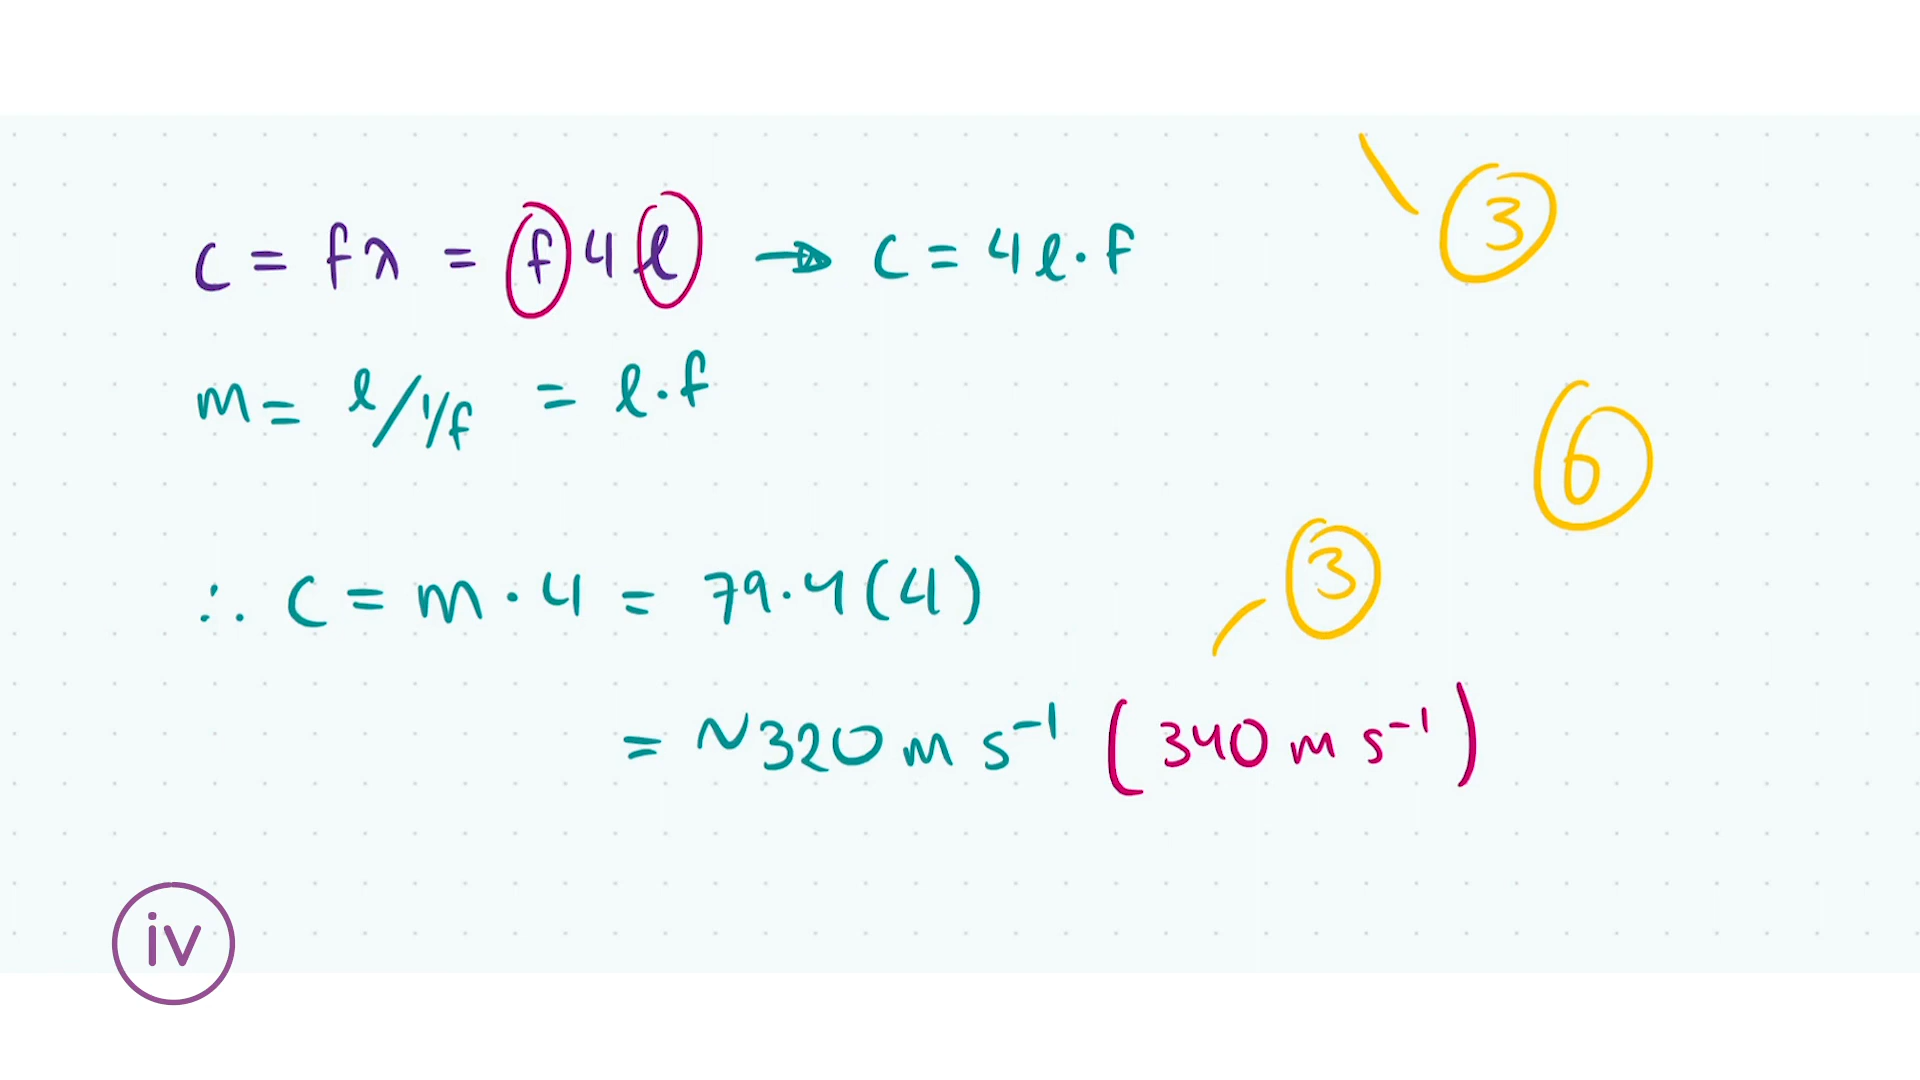 c = fλ = f 4 ℓ → c = 4ℓ·f
3
m = ℓ/1/f = ℓ·f
6
∴ c = m · 4 = 79.4(4)
3
= ~320 m s⁻¹ (340 m s⁻¹)
iv